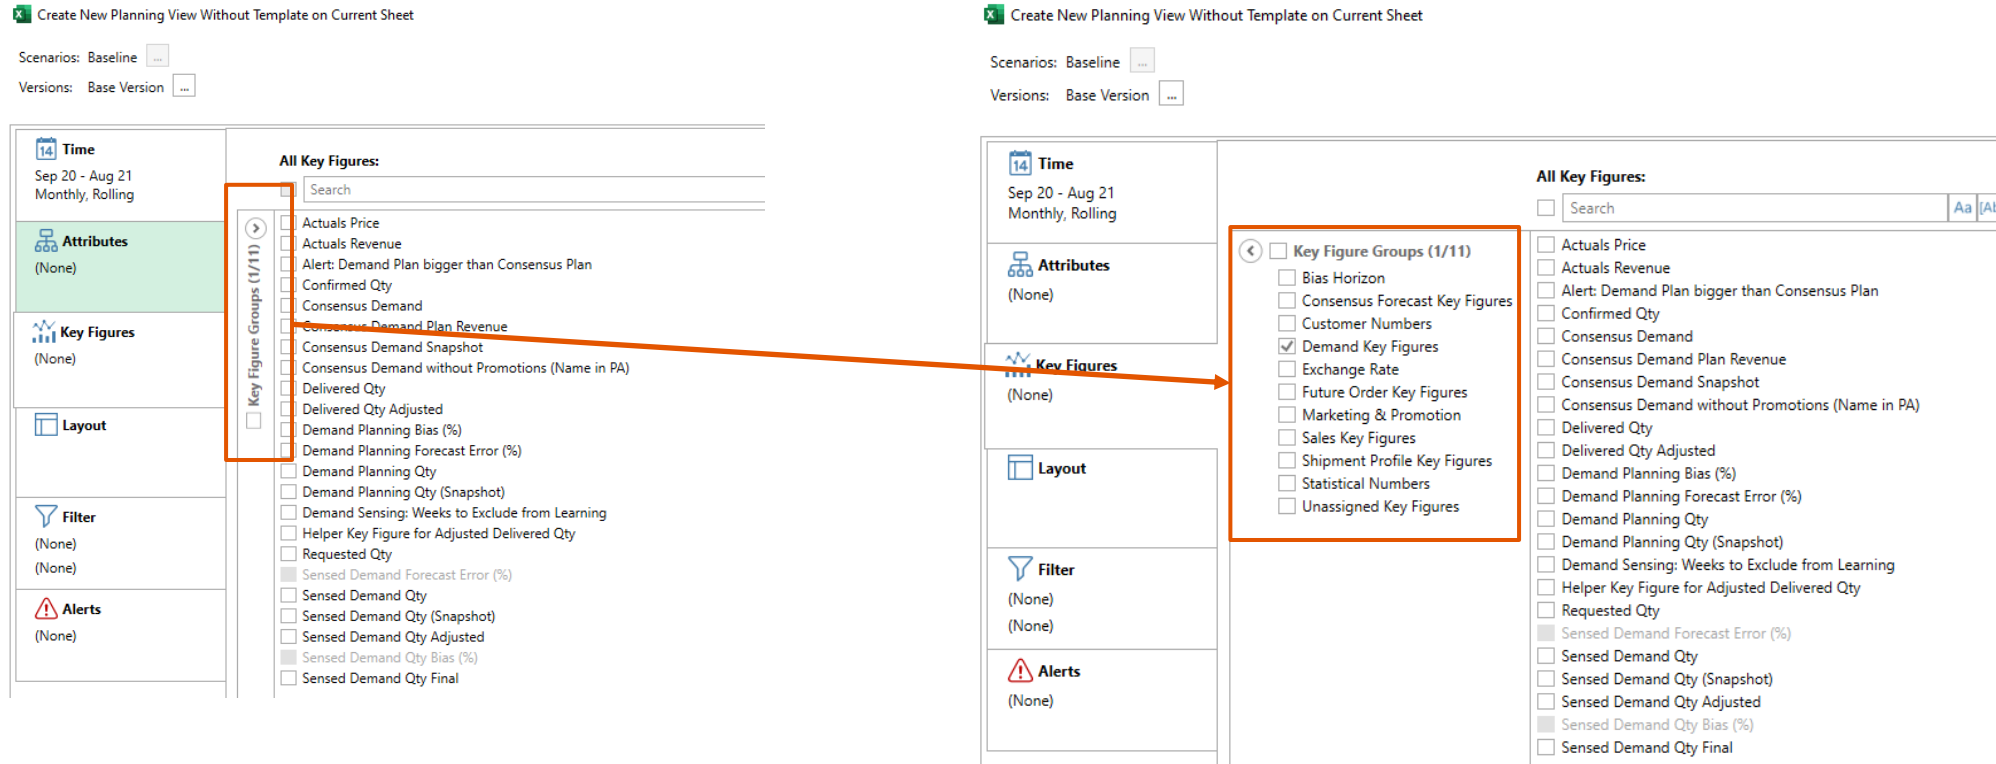 Create New Planning View Without Template on Current Sheet
Scenarios: Baseline ...
Versions: Base Version ...
14 Time
Sep 20 - Aug 21
Monthly, Rolling
Attributes
(None)
Key Figures
(None)
Layout
Filter
(None)
(None)
Alerts
(None)
Key Figure Groups (1/11)
All Key Figures:
Search
Actuals Price
Actuals Revenue
Alert: Demand Plan bigger than Consensus Plan
Confirmed Qty
Consensus Demand
Consensus Demand Plan Revenue
Consensus Demand Snapshot
Consensus Demand without Promotions (Name in PA)
Delivered Qty
Delivered Qty Adjusted
Demand Planning Bias (%)
Demand Planning Forecast Error (%)
Demand Planning Qty
Demand Planning Qty (Snapshot)
Demand Sensing: Weeks to Exclude from Learning
Helper Key Figure for Adjusted Delivered Qty
Requested Qty
Sensed Demand Forecast Error (%)
Sensed Demand Qty
Sensed Demand Qty (Snapshot)
Sensed Demand Qty Adjusted
Sensed Demand Qty Bias (%)
Sensed Demand Qty Final
Create New Planning View Without Template on Current Sheet
Scenarios: Baseline ...
Versions: Base Version ...
14 Time
Sep 20 - Aug 21
Monthly, Rolling
Attributes
(None)
Key Figures
(None)
Layout
Filter
(None)
(None)
Alerts
(None)
Key Figure Groups (1/11)
Bias Horizon
Consensus Forecast Key Figures
Customer Numbers
Demand Key Figures
Exchange Rate
Future Order Key Figures
Marketing & Promotion
Sales Key Figures
Shipment Profile Key Figures
Statistical Numbers
Unassigned Key Figures
All Key Figures:
Search Aa [Ab
Actuals Price
Actuals Revenue
Alert: Demand Plan bigger than Consensus Plan
Confirmed Qty
Consensus Demand
Consensus Demand Plan Revenue
Consensus Demand Snapshot
Consensus Demand without Promotions (Name in PA)
Delivered Qty
Delivered Qty Adjusted
Demand Planning Bias (%)
Demand Planning Forecast Error (%)
Demand Planning Qty
Demand Planning Qty (Snapshot)
Demand Sensing: Weeks to Exclude from Learning
Helper Key Figure for Adjusted Delivered Qty
Requested Qty
Sensed Demand Forecast Error (%)
Sensed Demand Qty
Sensed Demand Qty (Snapshot)
Sensed Demand Qty Adjusted
Sensed Demand Qty Bias (%)
Sensed Demand Qty Final